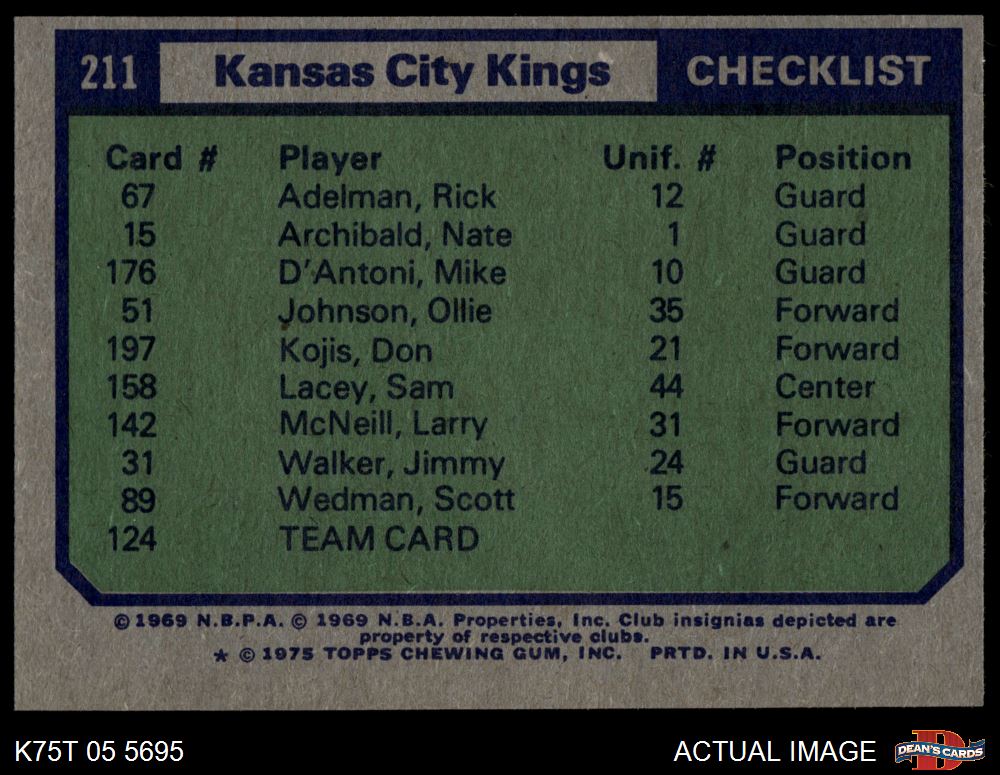 211 Kansas City Kings CHECKLIST
Card # Player Unif. # Position
67 Adelman, Rick 12 Guard
15 Archibald, Nate 1 Guard
176 D'Antoni, Mike 10 Guard
51 Johnson, Ollie 35 Forward
197 Kojis, Don 21 Forward
158 Lacey, Sam 44 Center
142 McNeill, Larry 31 Forward
31 Walker, Jimmy 24 Guard
89 Wedman, Scott 15 Forward
124 TEAM CARD
©1969 N.B.P.A. © 1969 N.B.A. Properties, Inc. Club insignias depicted are
property of respective clubs.
* © 1975 TOPPS CHEWING GUM, INC. PRTD. IN U.S.A.
K75T 05 5695 ACTUAL IMAGE D DEAN'S CARDS